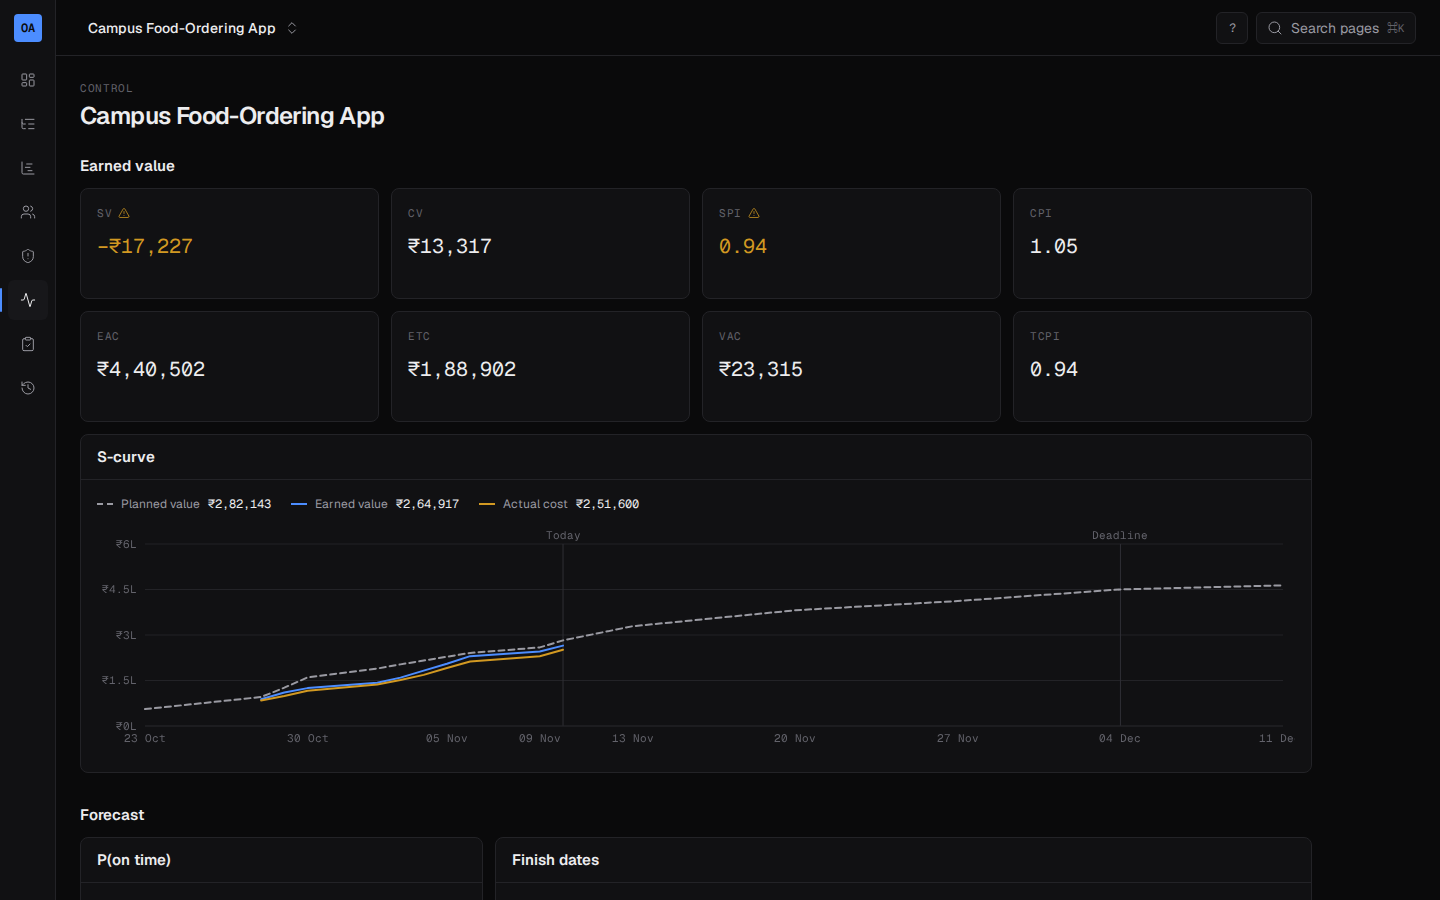 OA
Campus Food-Ordering App
?
Search pages ⌘K
CONTROL
Campus Food-Ordering App
Earned value
SV
CV
SPI
CPI
−₹17,227
₹13,317
0.94
1.05
EAC
ETC
VAC
TCPI
₹4,40,502
₹1,88,902
₹23,315
0.94
S-curve
Planned value ₹2,82,143
Earned value ₹2,64,917
Actual cost ₹2,51,600
Today
Deadline
₹6L
₹4.5L
₹3L
₹1.5L
₹0L
23 Oct
30 Oct
05 Nov
09 Nov
13 Nov
20 Nov
27 Nov
04 Dec
11 De
Forecast
P(on time)
Finish dates